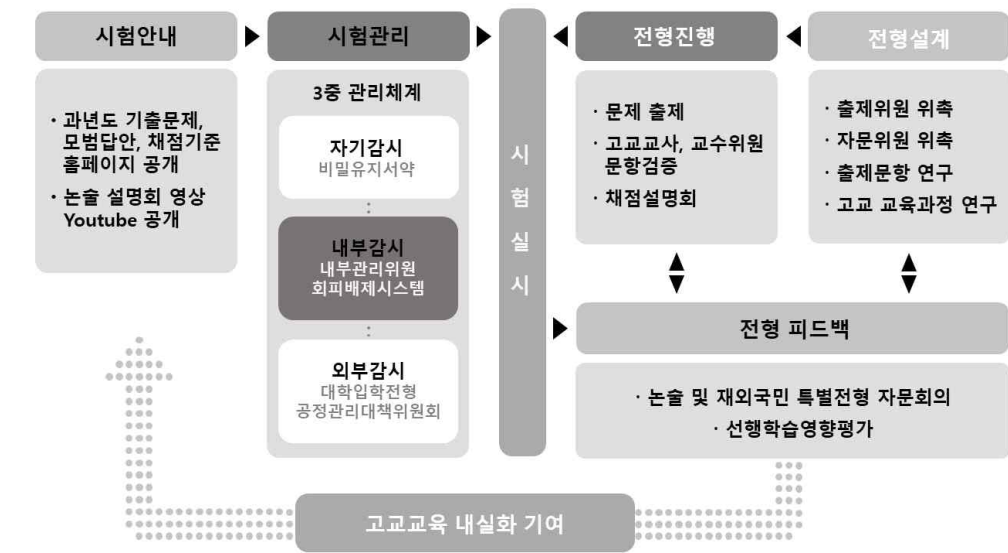 시험안내
· 과년도 기출문제,
모범답안, 채점기준
홈페이지 공개
· 논술 설명회 영상
Youtube 공개
시험관리
3중 관리체계
자기감시
비밀유지서약
내부감시
내부관리위원
회피배제시스템
외부감시
대학입학전형
공정관리대책위원회
시
험
실
시
전형진행
· 문제 출제
· 고교교사, 교수위원
문항검증
· 채점설명회
전형설계
· 출제위원 위촉
· 자문위원 위촉
· 출제문항 연구
· 고교 교육과정 연구
전형 피드백
· 논술 및 재외국민 특별전형 자문회의
· 선행학습영향평가
고교교육 내실화 기여